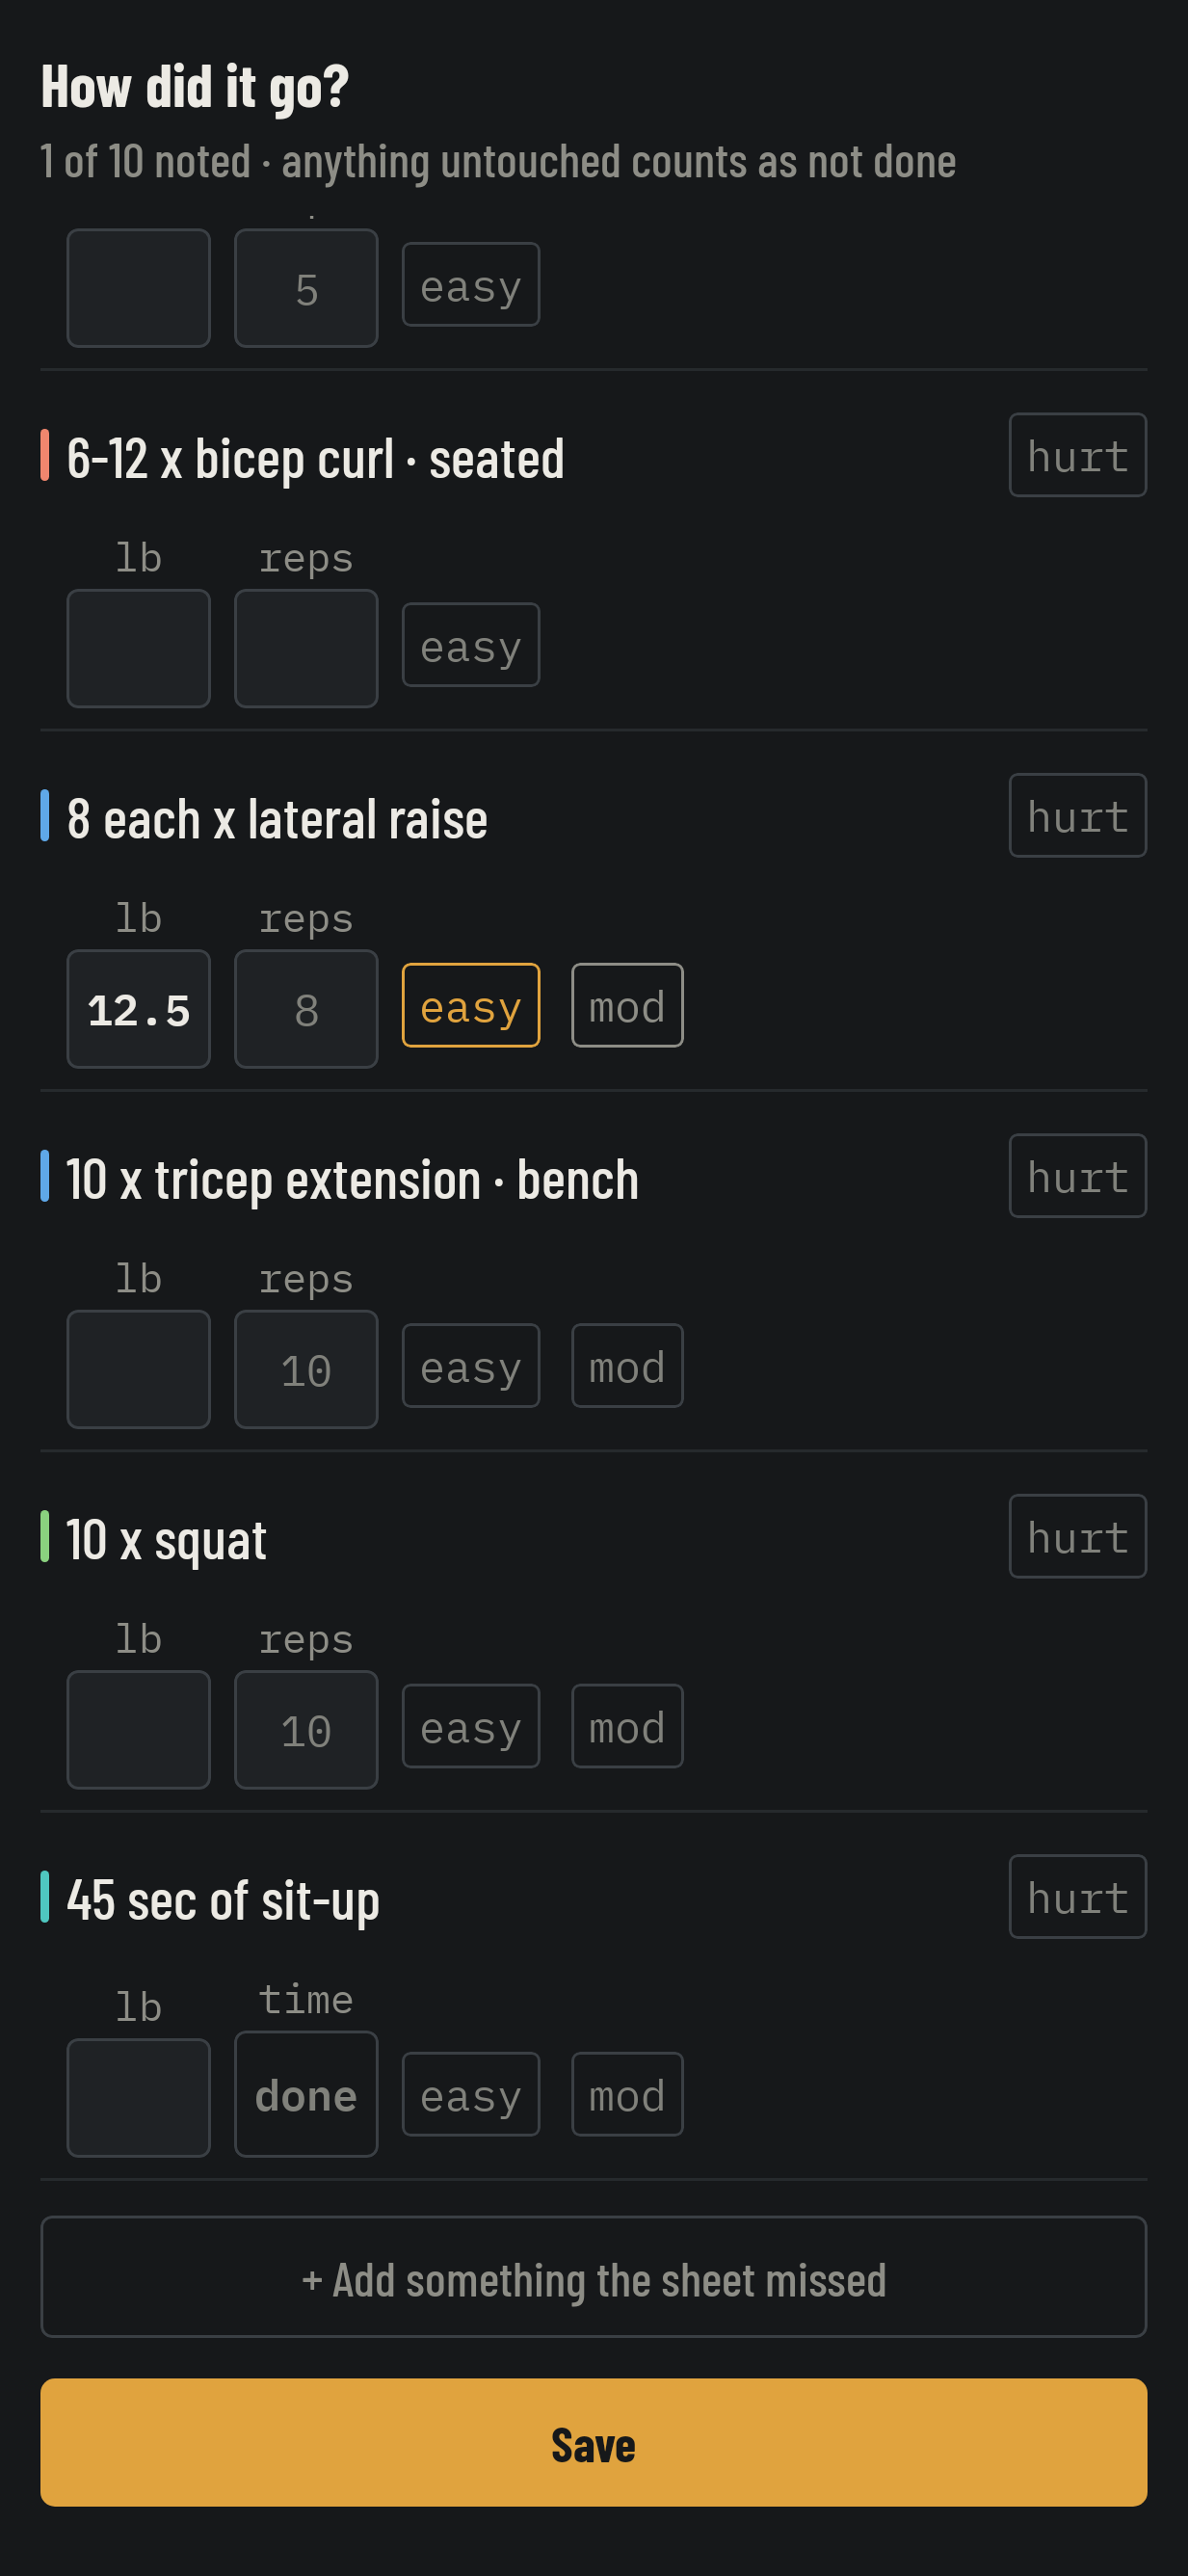 How did it go?
1 of 10 noted · anything untouched counts as not done
5 easy
6-12 x bicep curl · seated hurt
lb reps
easy
8 each x lateral raise hurt
lb reps
12.5 8 easy mod
10 x tricep extension · bench hurt
lb reps
10 easy mod
10 x squat hurt
lb reps
10 easy mod
45 sec of sit-up hurt
lb time
done easy mod
+ Add something the sheet missed
Save